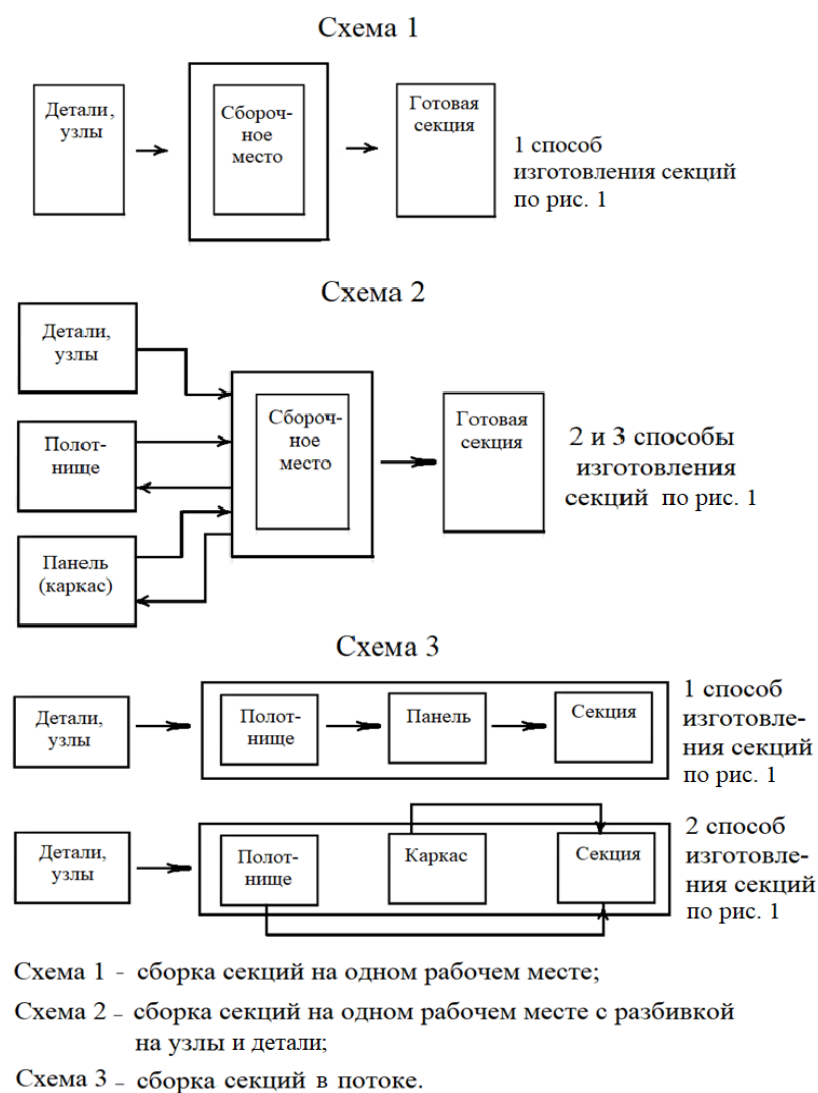 Схема 1
Детали,
узлы
Сбороч-
ное
место
Готовая
секция
1 способ
изготовления секций
по рис. 1
Схема 2
Детали,
узлы
Полот-
нище
Панель
(каркас)
Сбороч-
ное
место
Готовая
секция
2 и 3 способы
изготовления
секций по рис. 1
Схема 3
Детали,
узлы
Полот-
нище
Панель
Секция
1 способ
изготовле-
ния секций
по рис. 1
Детали,
узлы
Полот-
нище
Каркас
Секция
2 способ
изготовле-
ния секций
по рис. 1
Схема 1 - сборка секций на одном рабочем месте;
Схема 2 – сборка секций на одном рабочем месте с разбивкой
на узлы и детали;
Схема 3 – сборка секций в потоке.